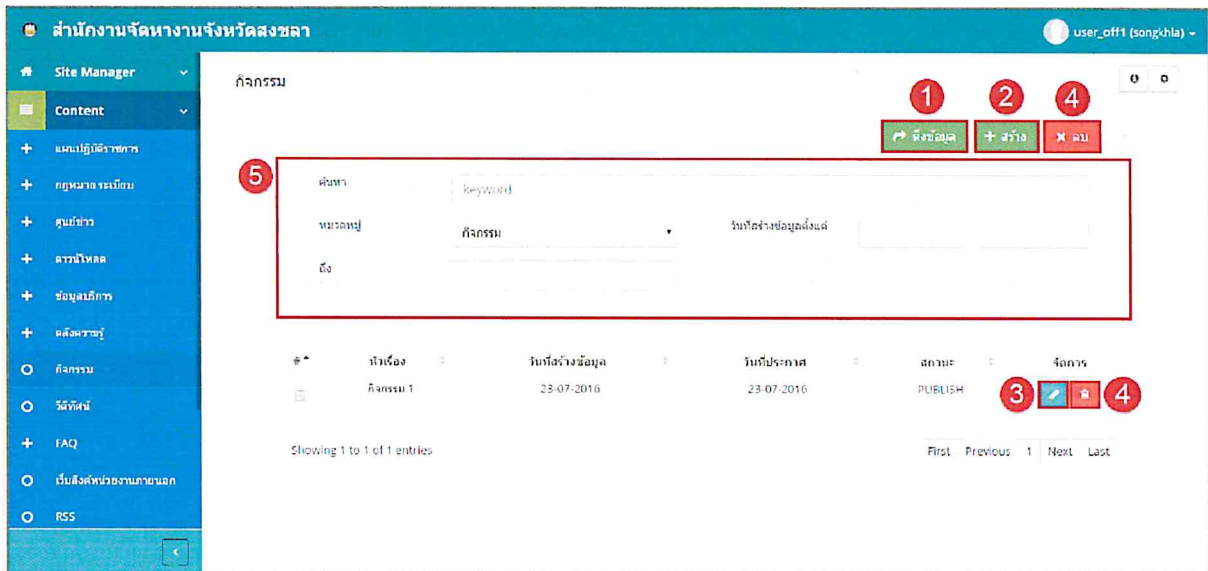 สำนักงานจัดหางานจังหวัดสงขลา
user_off1 (songkhla)
Site Manager
Content
แผนปฏิบัติราชการ
กฎหมาย ระเบียบ
ศูนย์ข่าว
ดาวน์โหลด
ข้อมูลบริการ
คลังความรู้
กิจกรรม
วีดีทัศน์
FAQ
เว็บลิงค์หน่วยงานภายนอก
RSS
กิจกรรม
1 2 4
ดึงข้อมูล + สร้าง ลบ
5
ค้นหา keyword
หมวดหมู่ กิจกรรม วันที่สร้างข้อมูลตั้งแต่
ถึง
# หัวเรื่อง วันที่สร้างข้อมูล วันที่ประกาศ สถานะ จัดการ
กิจกรรม 1 23-07-2016 23-07-2016 PUBLISH 3 4
Showing 1 to 1 of 1 entries
First Previous 1 Next Last